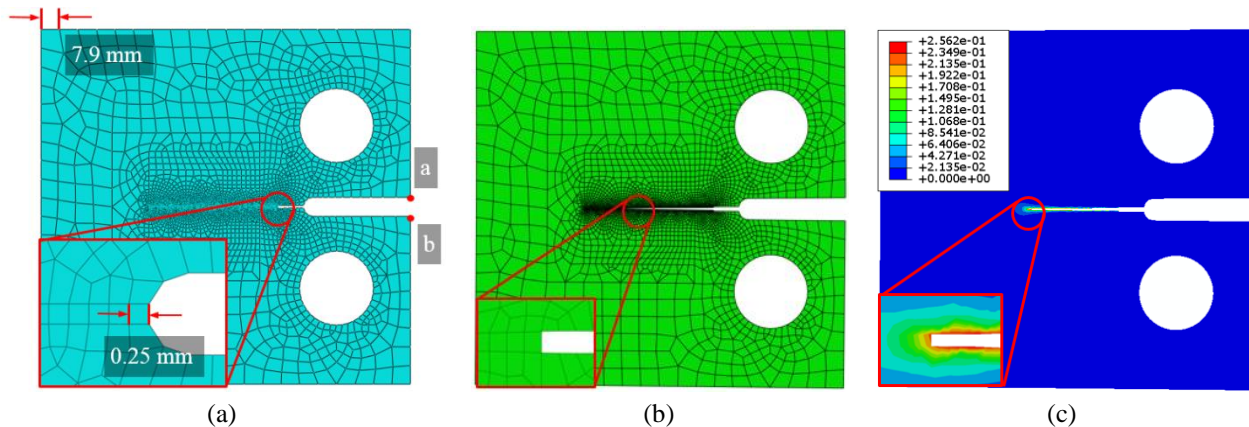 7.9 mm
a
b
0.25 mm
+2.562e-01
+2.349e-01
+2.135e-01
+1.922e-01
+1.708e-01
+1.495e-01
+1.281e-01
+1.068e-01
+8.541e-02
+6.406e-02
+4.271e-02
+2.135e-02
+0.000e+00
(a)
(b)
(c)